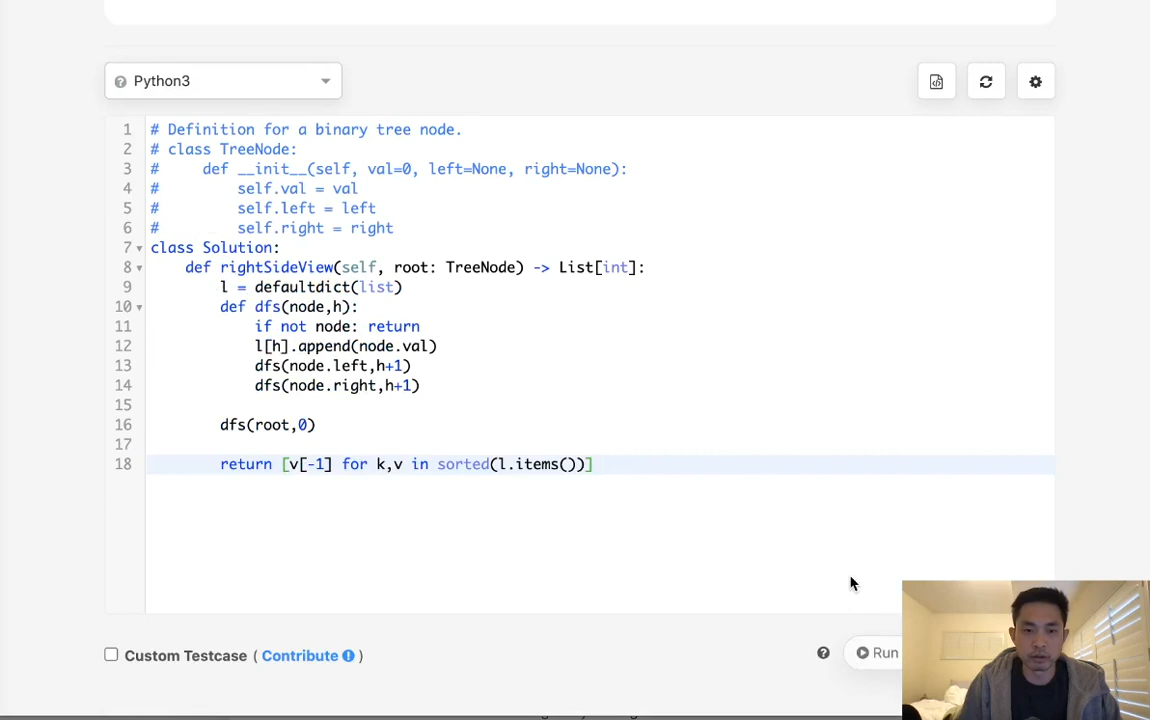 Python3
1 # Definition for a binary tree node.
2 # class TreeNode:
3 #     def __init__(self, val=0, left=None, right=None):
4 #         self.val = val
5 #         self.left = left
6 #         self.right = right
7 class Solution:
8     def rightSideView(self, root: TreeNode) -> List[int]:
9         l = defaultdict(list)
10         def dfs(node,h):
11             if not node: return
12             l[h].append(node.val)
13             dfs(node.left,h+1)
14             dfs(node.right,h+1)
15
16         dfs(root,0)
17
18         return [v[-1] for k,v in sorted(l.items())]
Custom Testcase ( Contribute )
Run